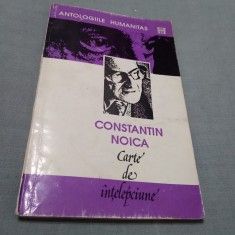 ANTOLOGIILE HUMANITAS
CONSTANTIN
NOICA
Carte
de
înțelepciune